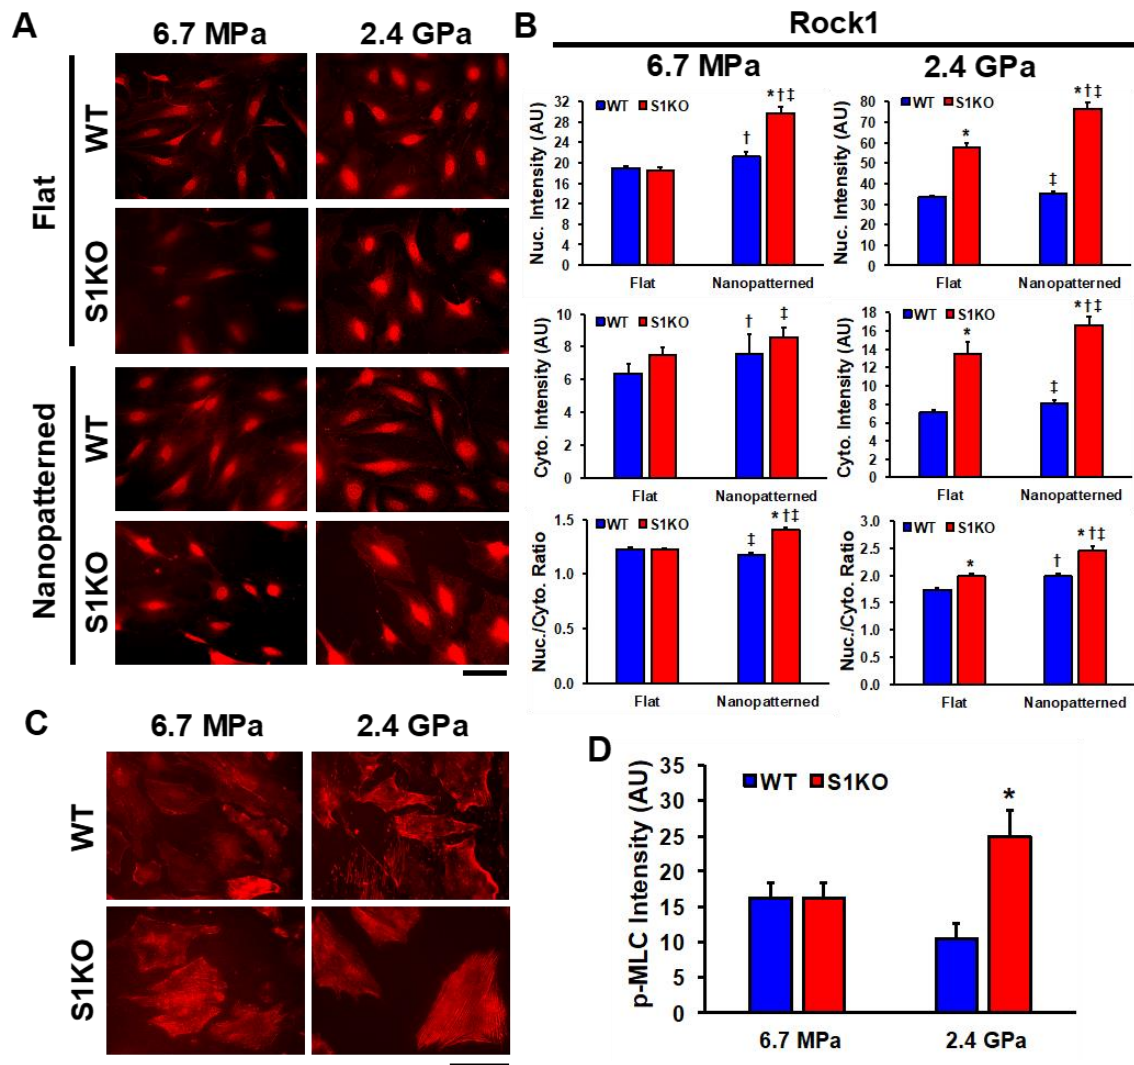 A
6.7 MPa
2.4 GPa
Flat
WT
S1KO
Nanopatterned
WT
S1KO
B
Rock1
6.7 MPa
2.4 GPa
Nuc. Intensity (AU)
32
28
24
20
16
12
8
4
0
WT S1KO
†
*†‡
Flat Nanopatterned
Nuc. Intensity (AU)
80
70
60
50
40
30
20
10
0
WT S1KO
*
‡
*†‡
Flat Nanopatterned
Cyto. Intensity (AU)
10
8
6
4
2
0
WT S1KO
†
‡
Flat Nanopatterned
Cyto. Intensity (AU)
18
16
14
12
10
8
6
4
2
0
WT S1KO
*
‡
*†‡
Flat Nanopatterned
Nuc./Cyto. Ratio
1.5
1.0
0.5
0.0
WT S1KO
‡
*†‡
Flat Nanopatterned
Nuc./Cyto. Ratio
3.0
2.5
2.0
1.5
1.0
0.5
0.0
WT S1KO
*
†
*†‡
Flat Nanopatterned
C
6.7 MPa
2.4 GPa
WT
S1KO
D
p-MLC Intensity (AU)
35
30
25
20
15
10
5
0
WT S1KO
*
6.7 MPa 2.4 GPa